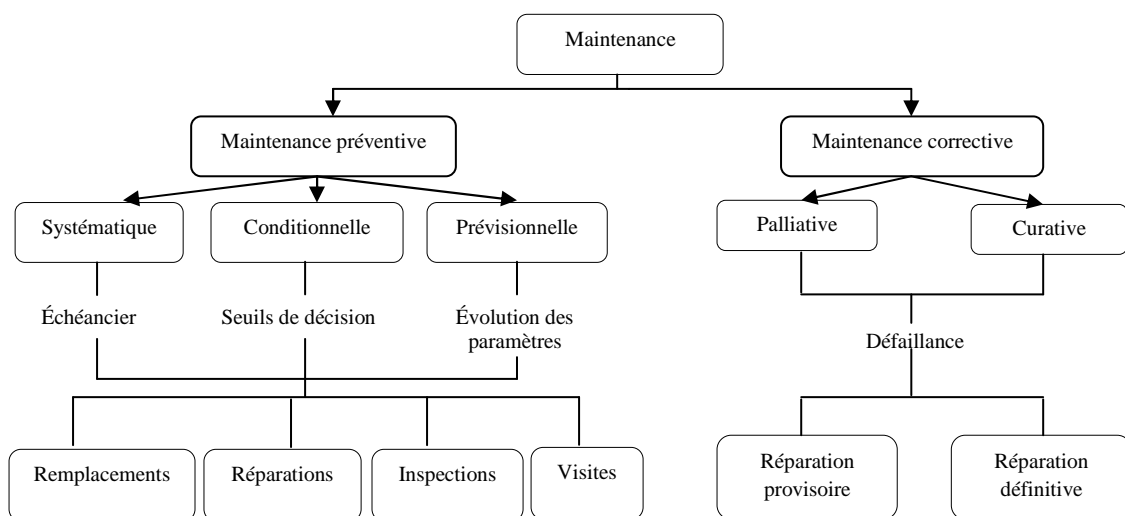 Maintenance
Maintenance préventive
Maintenance corrective
Systématique
Conditionnelle
Prévisionnelle
Palliative
Curative
Échéancier
Seuils de décision
Évolution des
paramètres
Défaillance
Remplacements
Réparations
Inspections
Visites
Réparation
provisoire
Réparation
définitive